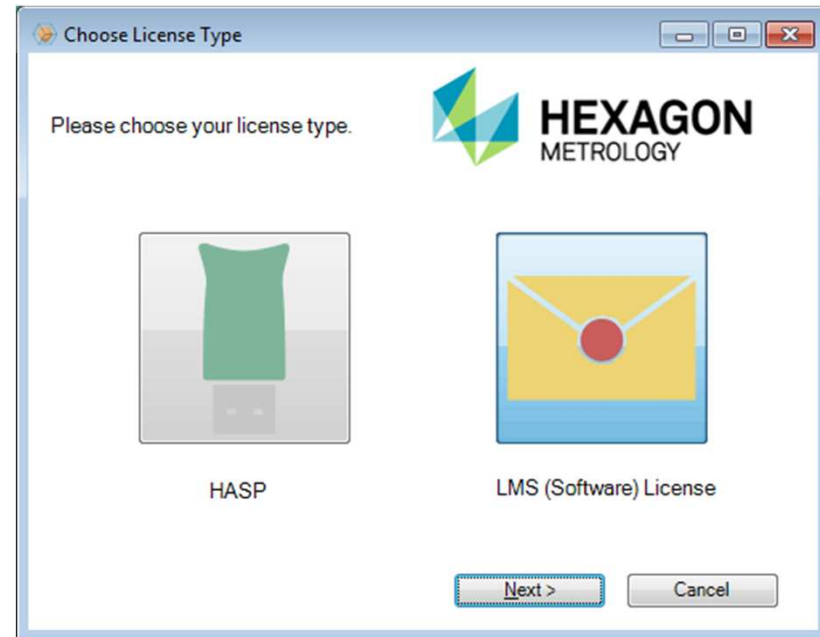 Choose License Type
Please choose your license type.
HEXAGON
METROLOGY
HASP
LMS (Software) License
Next >
Cancel